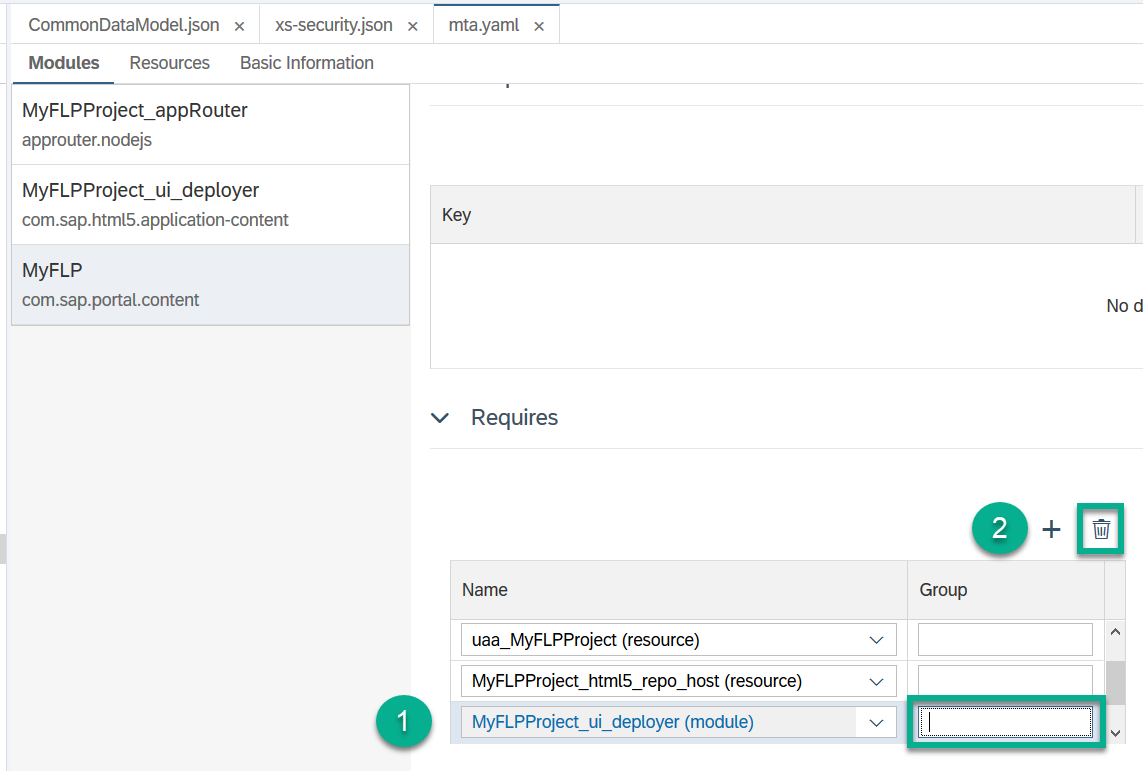 CommonDataModel.json × xs-security.json × mta.yaml ×
Modules Resources Basic Information
MyFLPProject_appRouter
approuter.nodejs
MyFLPProject_ui_deployer
com.sap.html5.application-content
MyFLP
com.sap.portal.content
Key
No d
Requires
2 +
Name Group
uaa_MyFLPProject (resource)
MyFLPProject_html5_repo_host (resource)
1 MyFLPProject_ui_deployer (module)